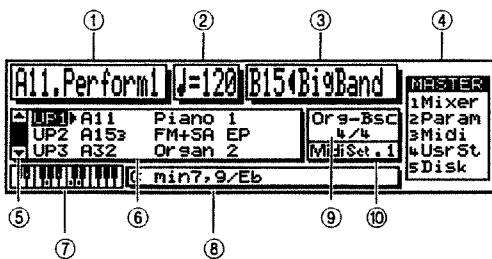 ① ② ③ ④
A11.Perform1 ♩=120 B15◖BigBand
MASTER
1Mixer
2Param
3Midi
4UsrSt
5Disk
UP1 A11 Piano 1
UP2 A153 FM+SA EP
UP3 A32 Organ 2
Org-Bsc
4/4
MidiSet.1
C min7,9/Eb
⑤ ⑥ ⑨ ⑩
⑦ ⑧